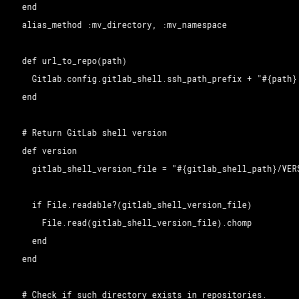 end
alias_method :mv_directory, :mv_namespace
def url_to_repo(path)
Gitlab.config.gitlab_shell.ssh_path_prefix + "#{path}
end
# Return GitLab shell version
def version
gitlab_shell_version_file = "#{gitlab_shell_path}/VERS
if File.readable?(gitlab_shell_version_file)
File.read(gitlab_shell_version_file).chomp
end
end
# Check if such directory exists in repositories.